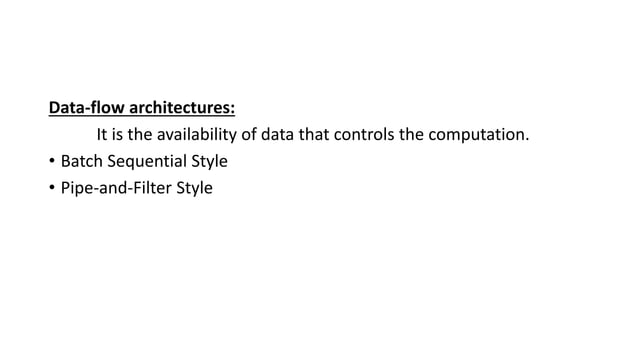 Data-flow architectures:
It is the availability of data that controls the computation.
• Batch Sequential Style
• Pipe-and-Filter Style